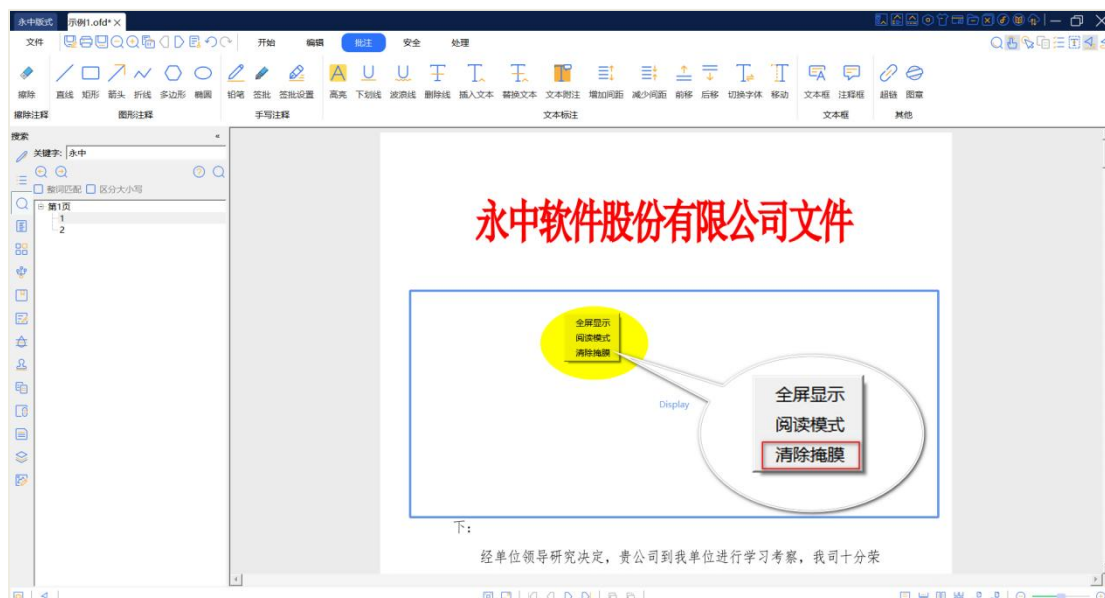 永中版式 示例1.ofd* ×
文件 开始 编辑 批注 安全 处理
擦除 直线 矩形 箭头 折线 多边形 椭圆 铅笔 签批 签批设置 高亮 下划线 波浪线 删除线 插入文本 替换文本 文本附注 增加间距 减少间距 前移 后移 切换字体 移动 文本框 注释框 超链 图章
擦除注释 图形注释 手写注释 文本标注 文本框 其他
搜索
关键字: 永中
整词匹配 区分大小写
第1页
1
2
永中软件股份有限公司文件
全屏显示
阅读模式
清除掩膜
Display
全屏显示
阅读模式
清除掩膜
下：
经单位领导研究决定，贵公司到我单位进行学习考察，我司十分荣